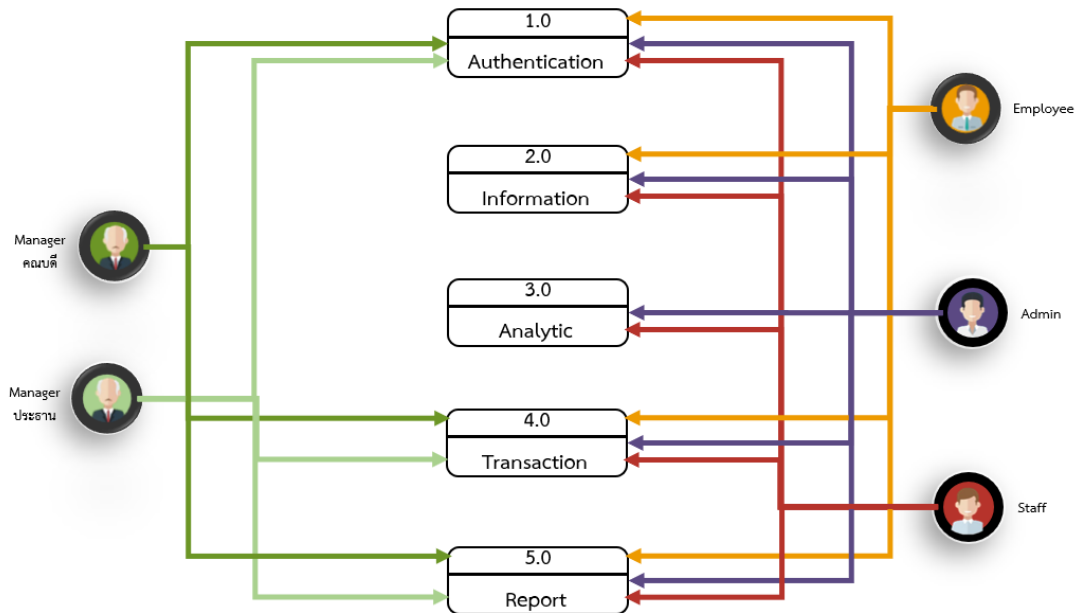 1.0
Authentication
Employee
2.0
Information
Manager
คณบดี
3.0
Analytic
Admin
Manager
ประธาน
4.0
Transaction
Staff
5.0
Report